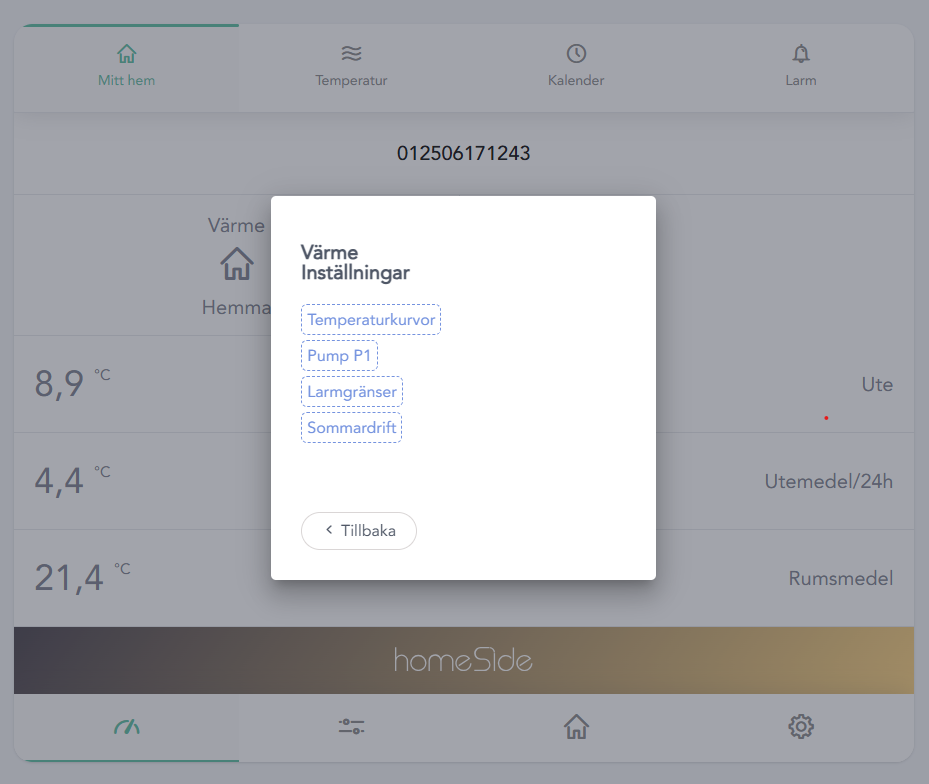 Mitt hem
Temperatur
Kalender
Larm
012506171243
Värme
Hemma
Värme
Inställningar
Temperaturkurvor
Pump P1
Larmgränser
Sommardrift
Tillbaka
8,9 °C
Ute
4,4 °C
Utemedel/24h
21,4 °C
Rumsmedel
homeSIde